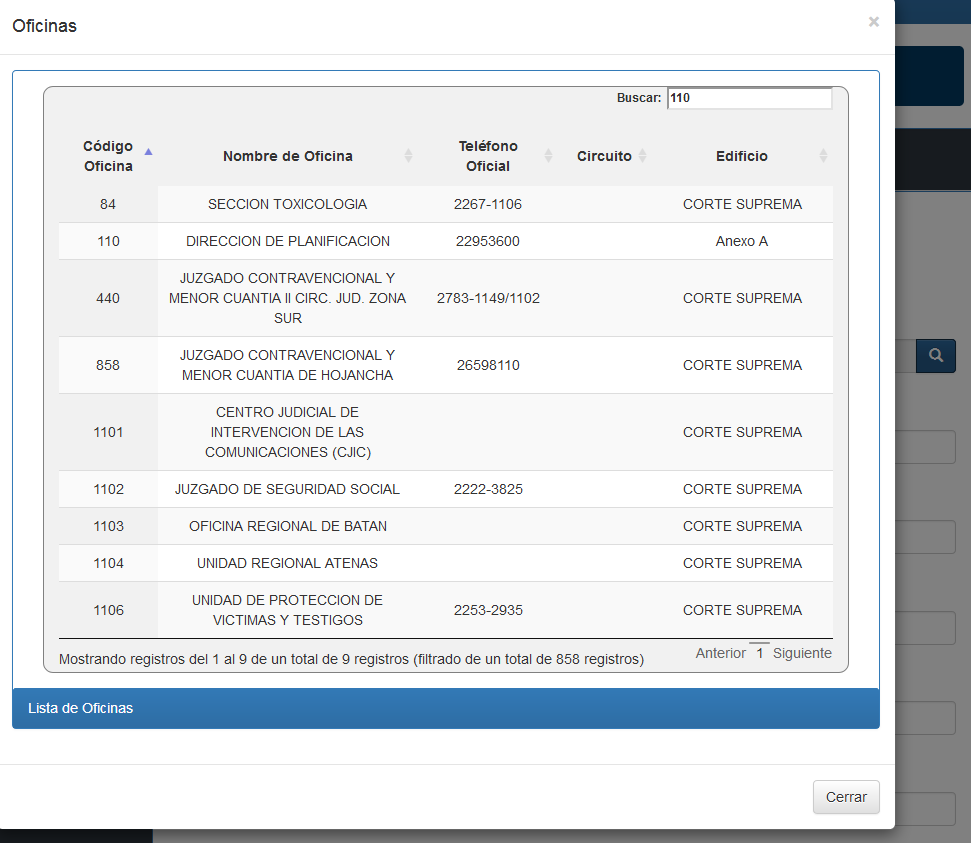 Oficinas
×
Buscar: 110
Código Oficina Nombre de Oficina Teléfono Oficial Circuito Edificio
84 SECCION TOXICOLOGIA 2267-1106 CORTE SUPREMA
110 DIRECCION DE PLANIFICACION 22953600 Anexo A
JUZGADO CONTRAVENCIONAL Y
440 MENOR CUANTIA II CIRC. JUD. ZONA 2783-1149/1102 CORTE SUPREMA
SUR
JUZGADO CONTRAVENCIONAL Y
858 MENOR CUANTIA DE HOJANCHA 26598110 CORTE SUPREMA
CENTRO JUDICIAL DE
1101 INTERVENCION DE LAS CORTE SUPREMA
COMUNICACIONES (CJIC)
1102 JUZGADO DE SEGURIDAD SOCIAL 2222-3825 CORTE SUPREMA
1103 OFICINA REGIONAL DE BATAN CORTE SUPREMA
1104 UNIDAD REGIONAL ATENAS CORTE SUPREMA
UNIDAD DE PROTECCION DE
1106 VICTIMAS Y TESTIGOS 2253-2935 CORTE SUPREMA
Mostrando registros del 1 al 9 de un total de 9 registros (filtrado de un total de 858 registros) Anterior 1 Siguiente
Lista de Oficinas
Cerrar